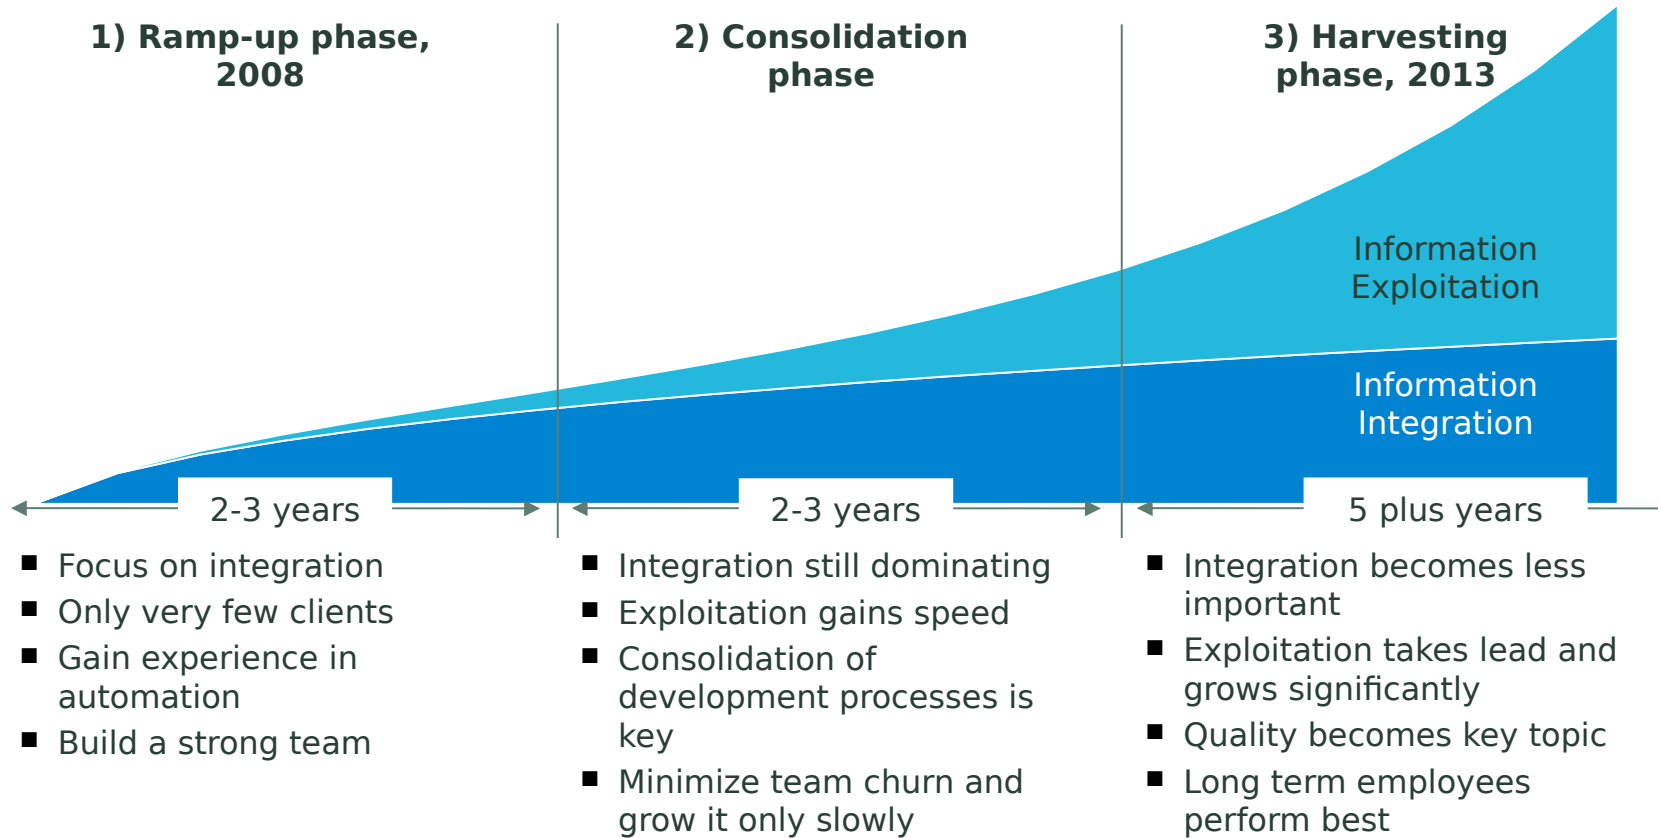 1) Ramp-up phase,
2008
2) Consolidation
phase
3) Harvesting
phase, 2013
Information
Exploitation
Information
Integration
2-3 years
2-3 years
5 plus years
■ Focus on integration
■ Only very few clients
■ Gain experience in
automation
■ Build a strong team
■ Integration still dominating
■ Exploitation gains speed
■ Consolidation of
development processes is
key
■ Minimize team churn and
grow it only slowly
■ Integration becomes less
important
■ Exploitation takes lead and
grows significantly
■ Quality becomes key topic
■ Long term employees
perform best